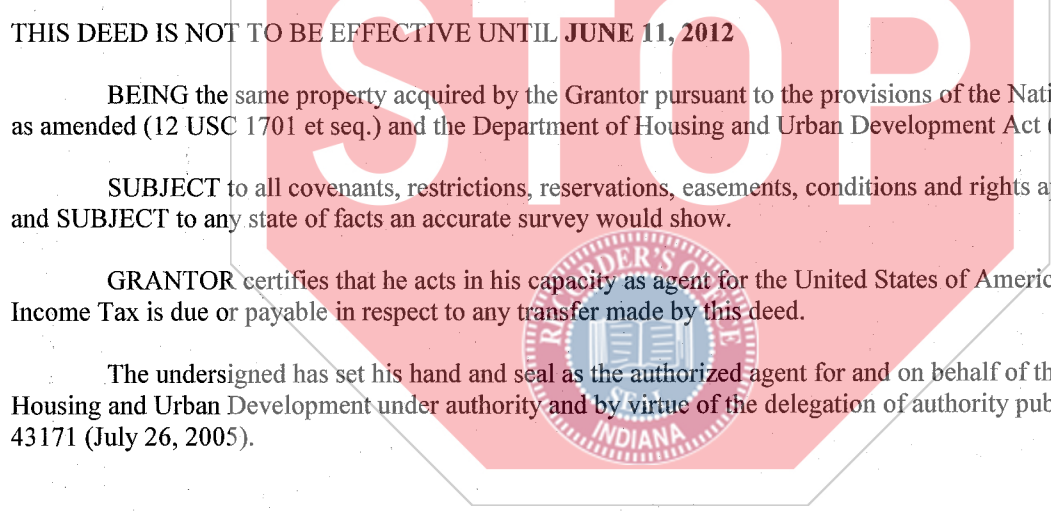 STOP
THIS DEED IS NOT TO BE EFFECTIVE UNTIL JUNE 11, 2012
BEING the same property acquired by the Grantor pursuant to the provisions of the Nati
as amended (12 USC 1701 et seq.) and the Department of Housing and Urban Development Act (
SUBJECT to all covenants, restrictions, reservations, easements, conditions and rights a
and SUBJECT to any state of facts an accurate survey would show.
GRANTOR certifies that he acts in his capacity as agent for the United States of Americ
Income Tax is due or payable in respect to any transfer made by this deed.
The undersigned has set his hand and seal as the authorized agent for and on behalf of th
Housing and Urban Development under authority and by virtue of the delegation of authority pub
43171 (July 26, 2005).
RECORDER'S OFFICE
SEAL
INDIANA